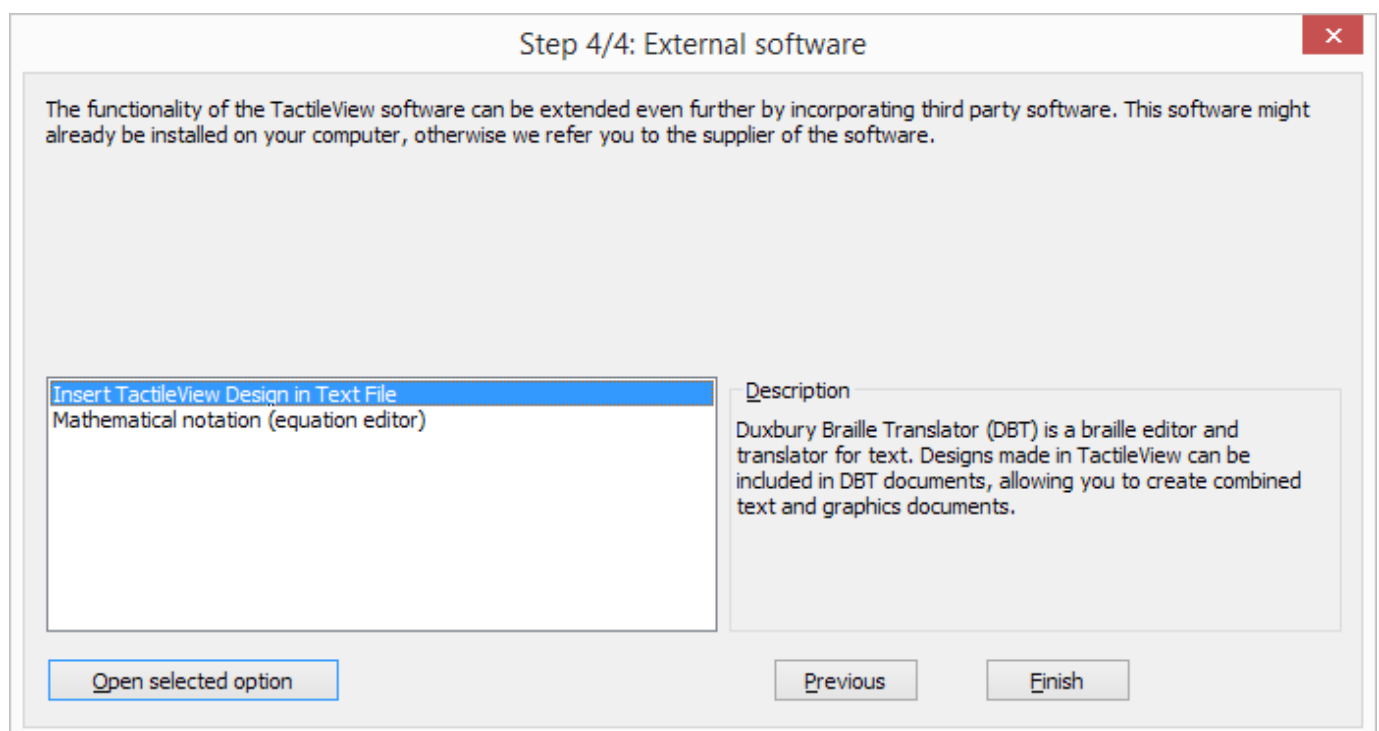 Step 4/4: External software
The functionality of the TactileView software can be extended even further by incorporating third party software. This software might
already be installed on your computer, otherwise we refer you to the supplier of the software.
Insert TactileView Design in Text File
Mathematical notation (equation editor)
Description
Duxbury Braille Translator (DBT) is a braille editor and
translator for text. Designs made in TactileView can be
included in DBT documents, allowing you to create combined
text and graphics documents.
Open selected option
Previous
Finish